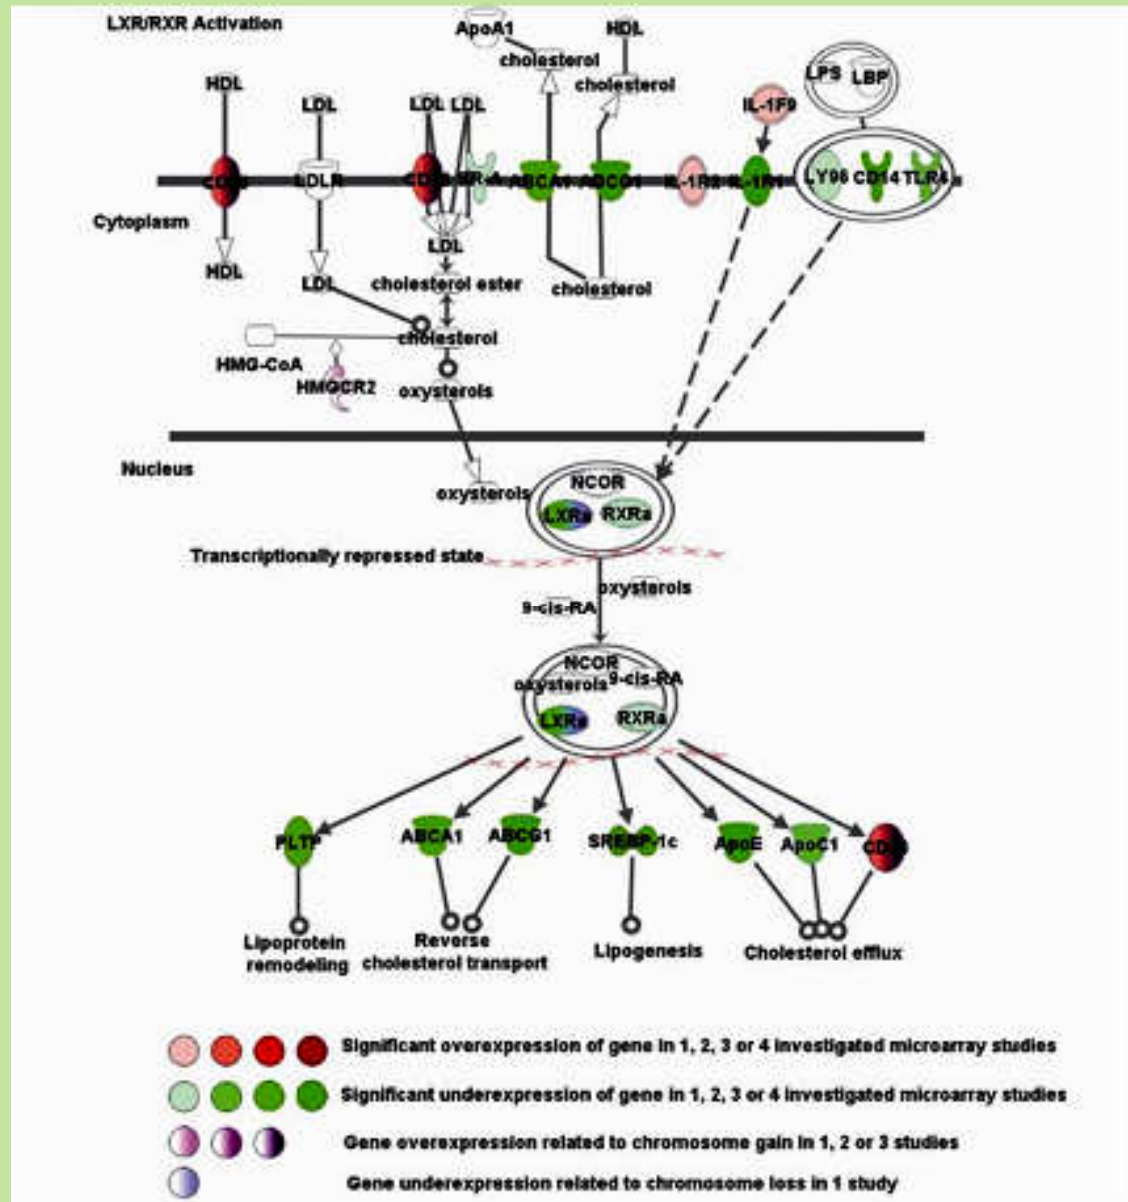 LXR/RXR Activation
ApoA1
HDL
cholesterol
cholesterol
LPS
LBP
HDL
LDL
LDL
LDL
IL-1F9
LDLR
ABCA1
ABCG1
IL-1R2
IL-1R1
LY96
CD14
TLR4
Cytoplasm
HDL
LDL
LDL
cholesterol ester
cholesterol
cholesterol
HMG-CoA
HMGCR2
oxysterols
Nucleus
oxysterols
NCOR
LXRa
RXRa
Transcriptionally repressed state
oxysterols
9-cis-RA
NCOR
oxysterols
9-cis-RA
LXRa
RXRa
PLTP
ABCA1
ABCG1
SREBP-1c
ApoE
ApoC1
Lipoprotein
remodeling
Reverse
cholesterol transport
Lipogenesis
Cholesterol efflux
Significant overexpression of gene in 1, 2, 3 or 4 investigated microarray studies
Significant underexpression of gene in 1, 2, 3 or 4 investigated microarray studies
Gene overexpression related to chromosome gain in 1, 2 or 3 studies
Gene underexpression related to chromosome loss in 1 study